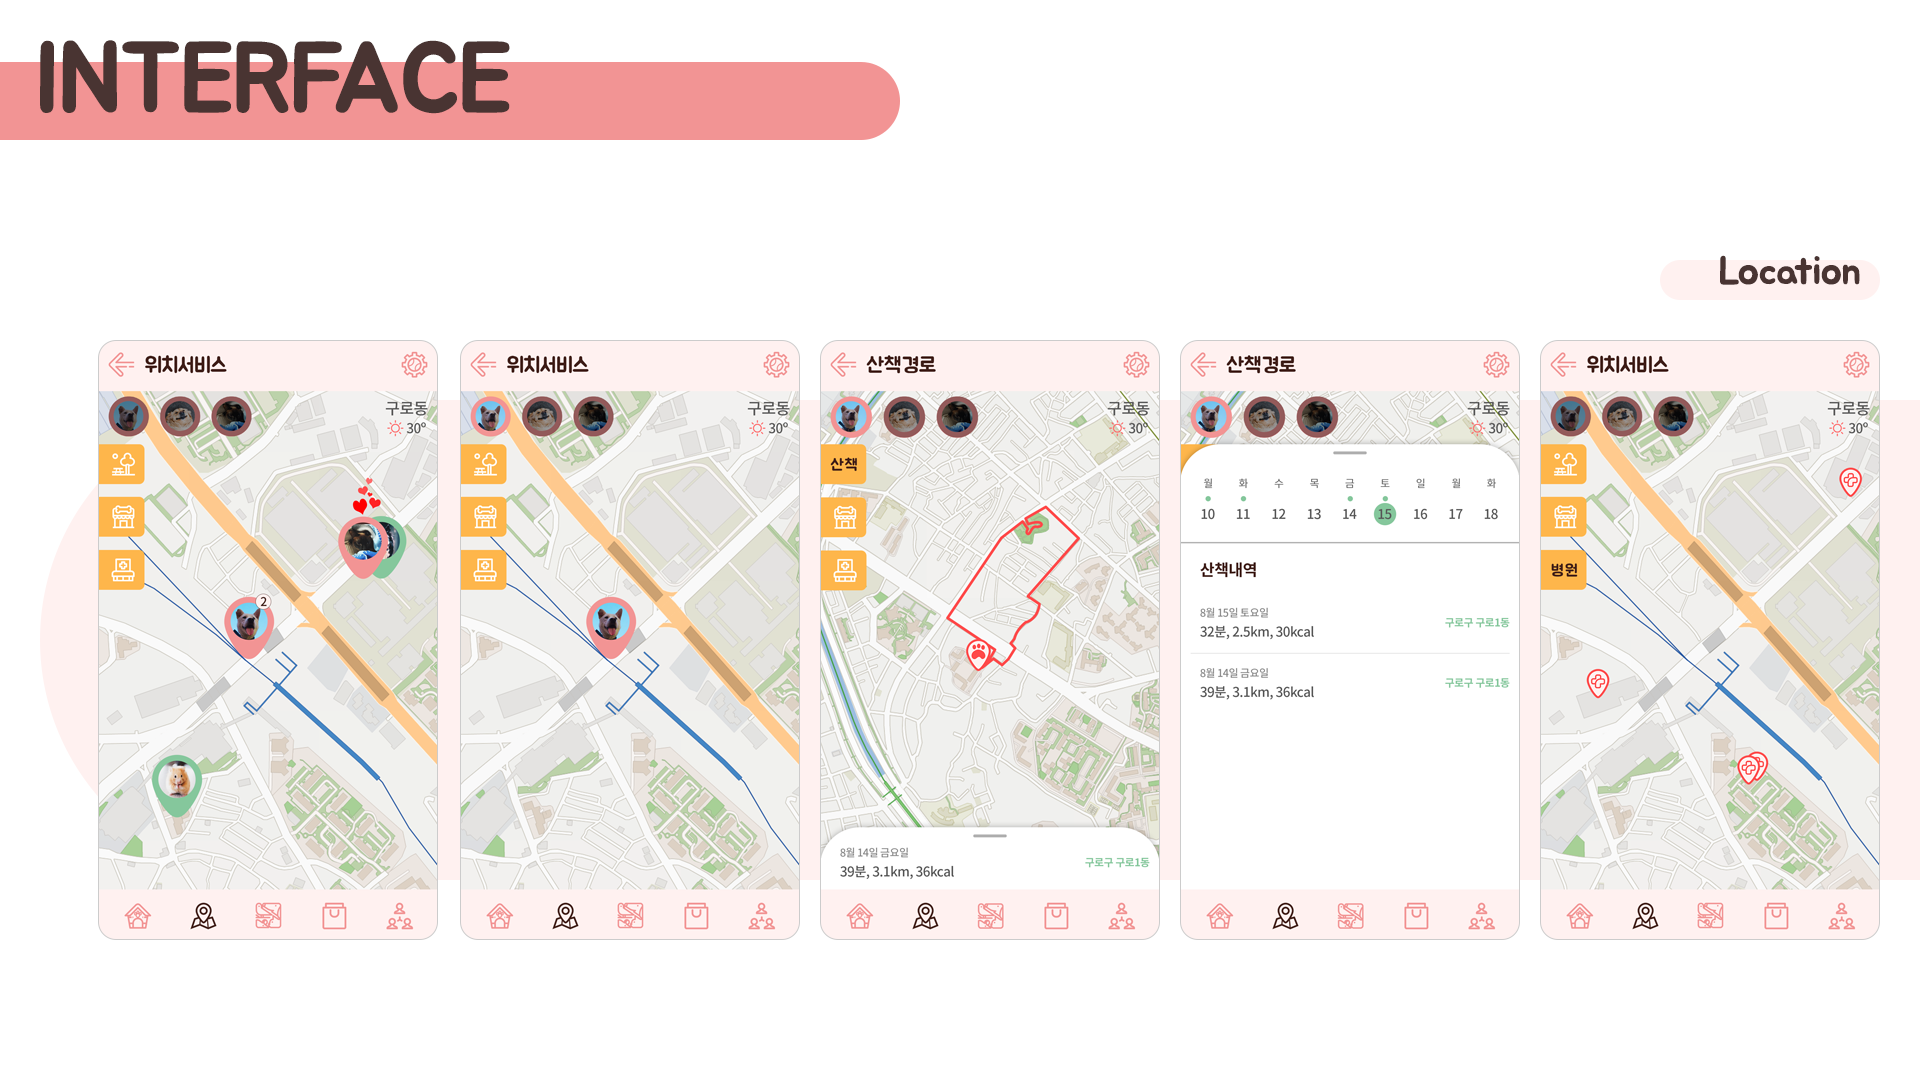 INTERFACE
Location
위치서비스
구로동
30º
2
위치서비스
구로동
30º
산책경로
구로동
30º
산책
8월 14일 금요일
39분, 3.1km, 36kcal
구로구 구로1동
산책경로
구로동
30º
월 화 수 목 금 토 일 월 화
10 11 12 13 14 15 16 17 18
산책내역
8월 15일 토요일
32분, 2.5km, 30kcal
구로구 구로1동
8월 14일 금요일
39분, 3.1km, 36kcal
구로구 구로1동
위치서비스
구로동
30º
병원